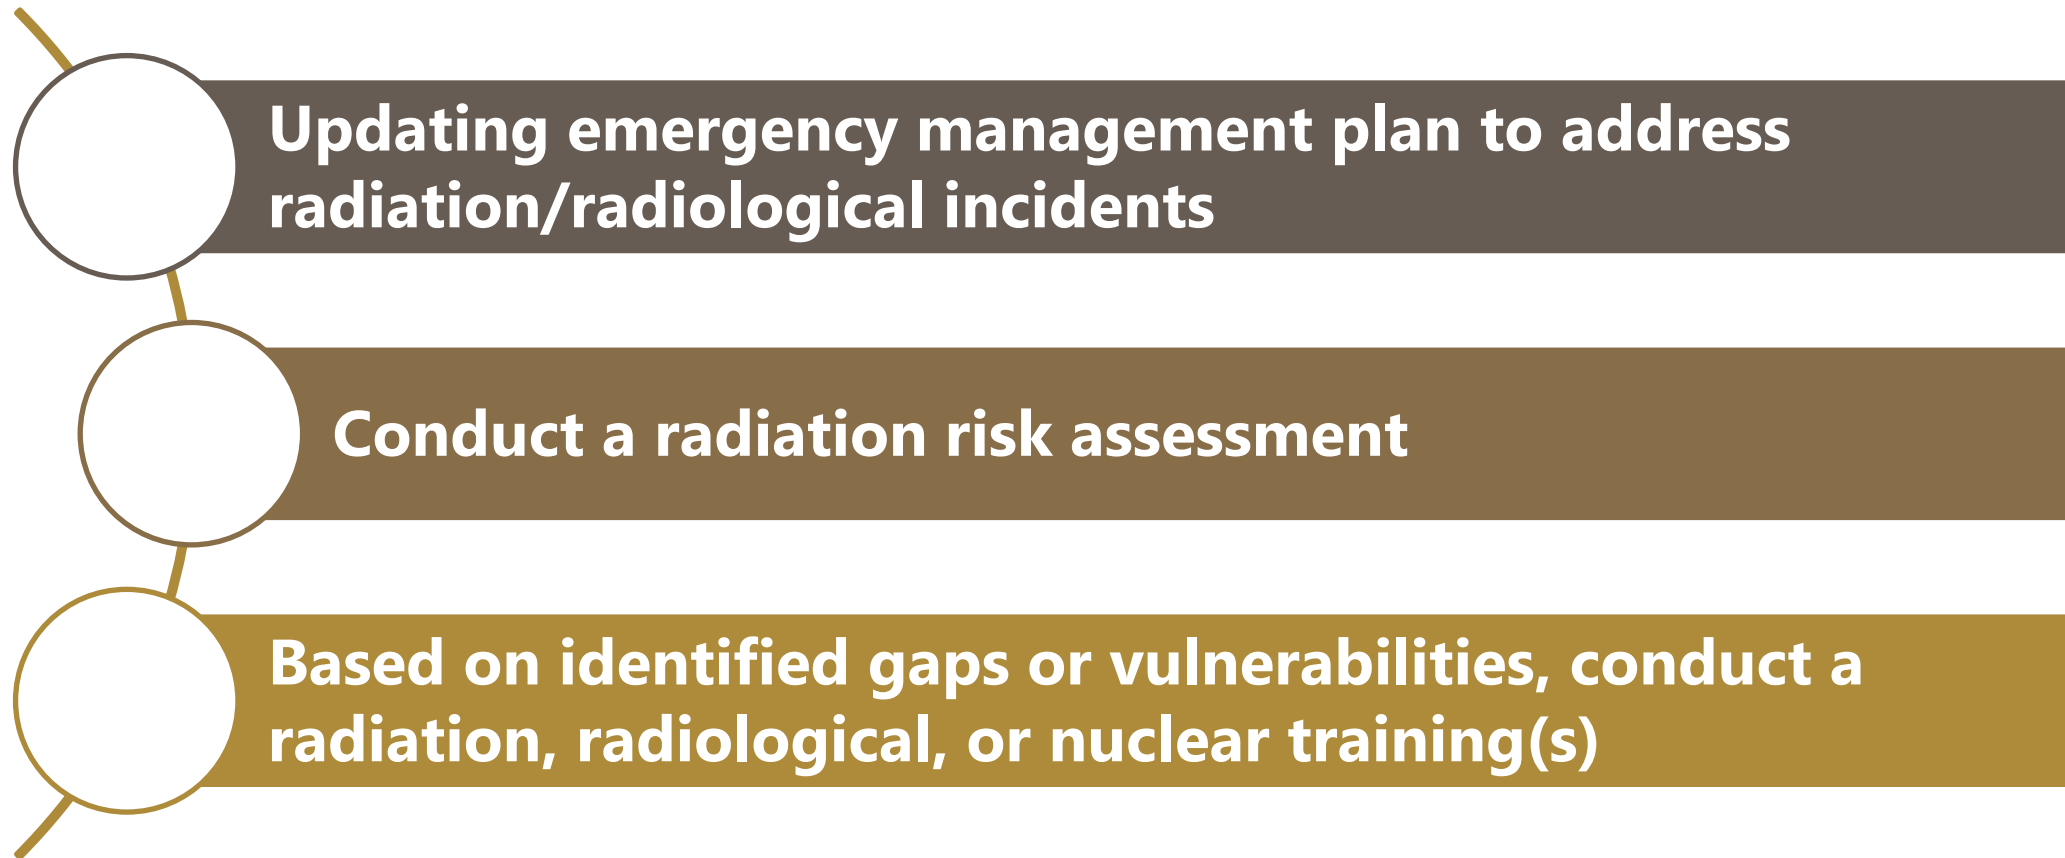 Updating emergency management plan to address
radiation/radiological incidents
Conduct a radiation risk assessment
Based on identified gaps or vulnerabilities, conduct a
radiation, radiological, or nuclear training(s)